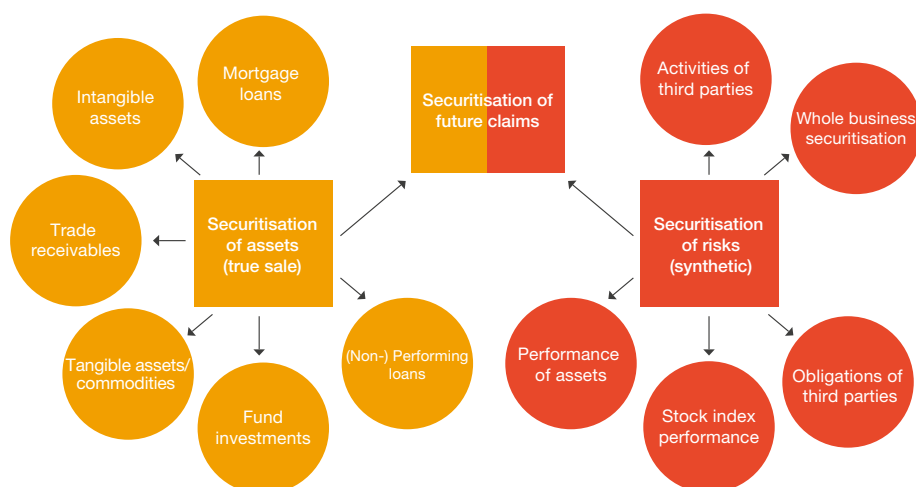 Mortgage
loans
Intangible
assets
Securitisation of
future claims
Activities of
third parties
Whole business
securitisation
Trade
receivables
Securitisation
of assets
(true sale)
Securitisation
of risks
(synthetic)
Tangible assets/
commodities
Fund
investments
(Non-) Performing
loans
Performance
of assets
Stock index
performance
Obligations of
third parties